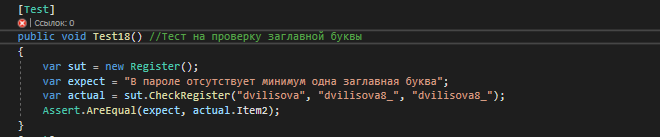 [Test]
| Ссылок: 0
public void Test18() //Тест на проверку заглавной буквы
{
var sut = new Register();
var expect = "В пароле отсутствует минимум одна заглавная буква";
var actual = sut.CheckRegister("dvilisova", "dvilisova8_", "dvilisova8_");
Assert.AreEqual(expect, actual.Item2);
}